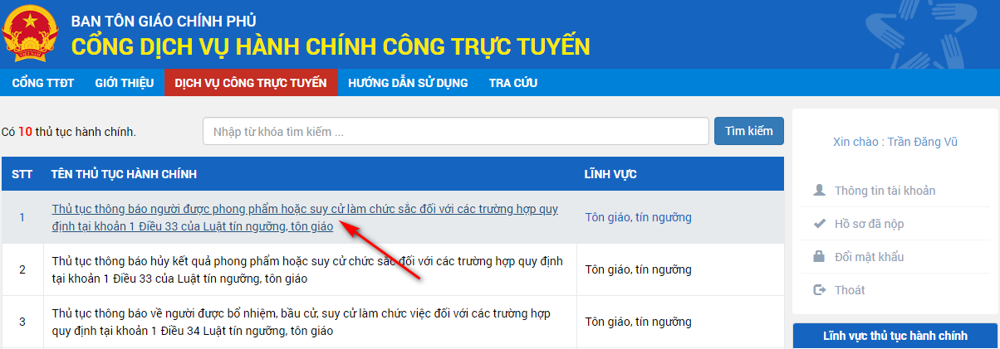 BAN TÔN GIÁO CHÍNH PHỦ
CỔNG DỊCH VỤ HÀNH CHÍNH CÔNG TRỰC TUYẾN
VIỆT NAM
CỔNG TTĐT GIỚI THIỆU DỊCH VỤ CÔNG TRỰC TUYẾN HƯỚNG DẪN SỬ DỤNG TRA CỨU
Có 10 thủ tục hành chính.
Nhập từ khóa tìm kiếm ...
Tìm kiếm
STT TÊN THỦ TỤC HÀNH CHÍNH LĨNH VỰC
1 Thủ tục thông báo người được phong phẩm hoặc suy cử làm chức sắc đối với các trường hợp quy
định tại khoản 1 Điều 33 của Luật tín ngưỡng, tôn giáo
Tôn giáo, tín ngưỡng
2 Thủ tục thông báo hủy kết quả phong phẩm hoặc suy cử chức sắc đối với các trường hợp quy định
tại khoản 1 Điều 33 của Luật tín ngưỡng, tôn giáo
Tôn giáo, tín ngưỡng
3 Thủ tục thông báo về người được bổ nhiệm, bầu cử, suy cử làm chức việc đối với các trường hợp
quy định tại khoản 1 Điều 34 Luật tín ngưỡng, tôn giáo
Tôn giáo, tín ngưỡng
Xin chào : Trần Đăng Vũ
Thông tin tài khoản
Hồ sơ đã nộp
Đổi mật khẩu
Thoát
Lĩnh vực thủ tục hành chính